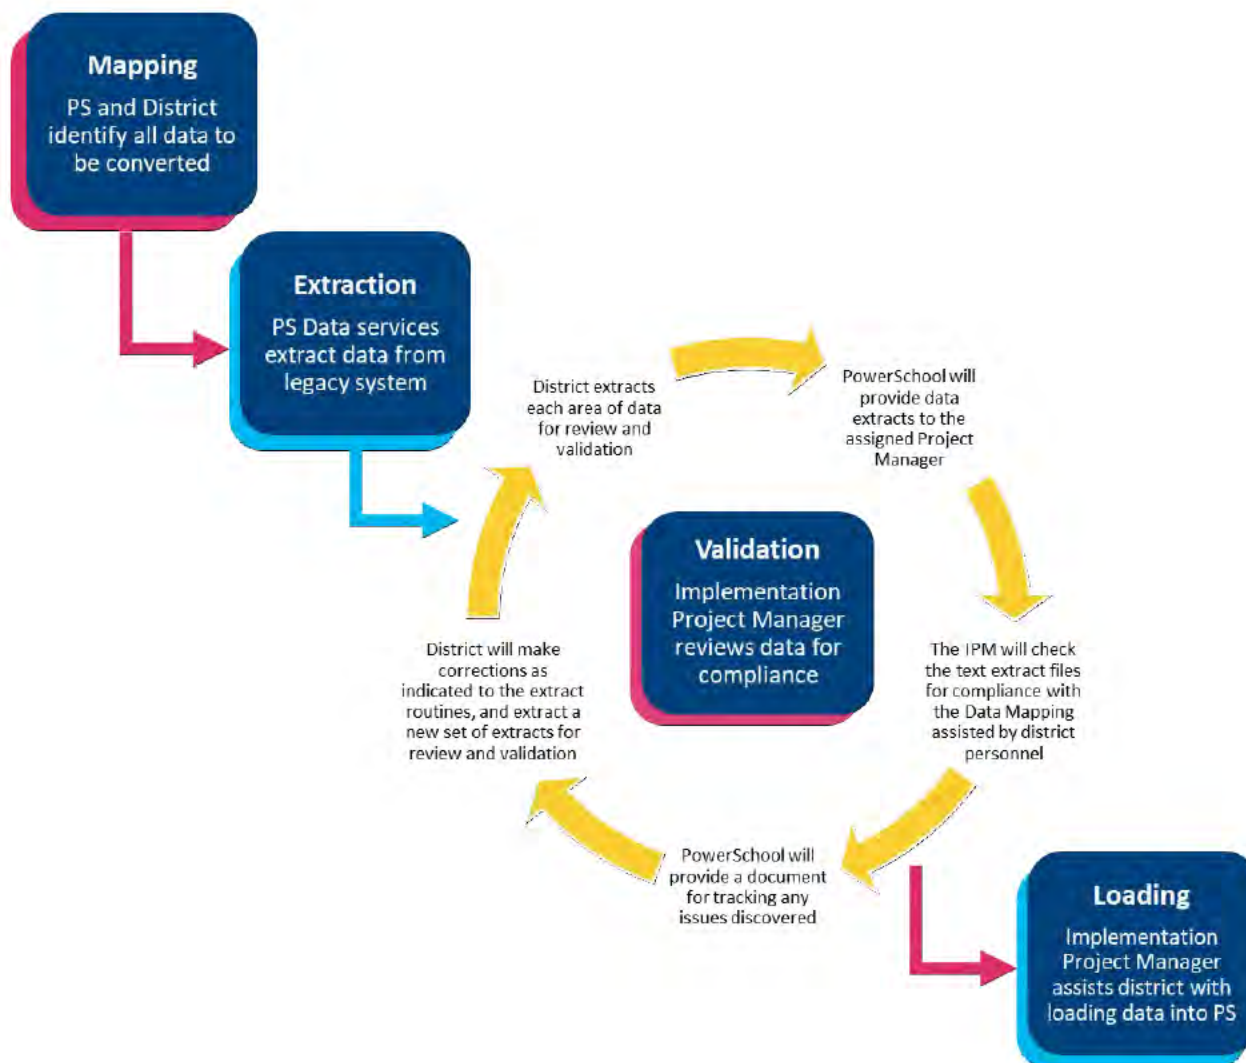 Mapping
PS and District
identify all data to
be converted
Extraction
PS Data services
extract data from
legacy system
District extracts
each area of data
for review and
validation
PowerSchool will
provide data
extracts to the
assigned Project
Manager
Validation
Implementation
Project Manager
reviews data for
compliance
The IPM will check
the text extract files
for compliance with
the Data Mapping
assisted by district
personnel
PowerSchool will
provide a document
for tracking any
issues discovered
District will make
corrections as
indicated to the extract
routines, and extract a
new set of extracts for
review and validation
Loading
Implementation
Project Manager
assists district with
loading data into PS